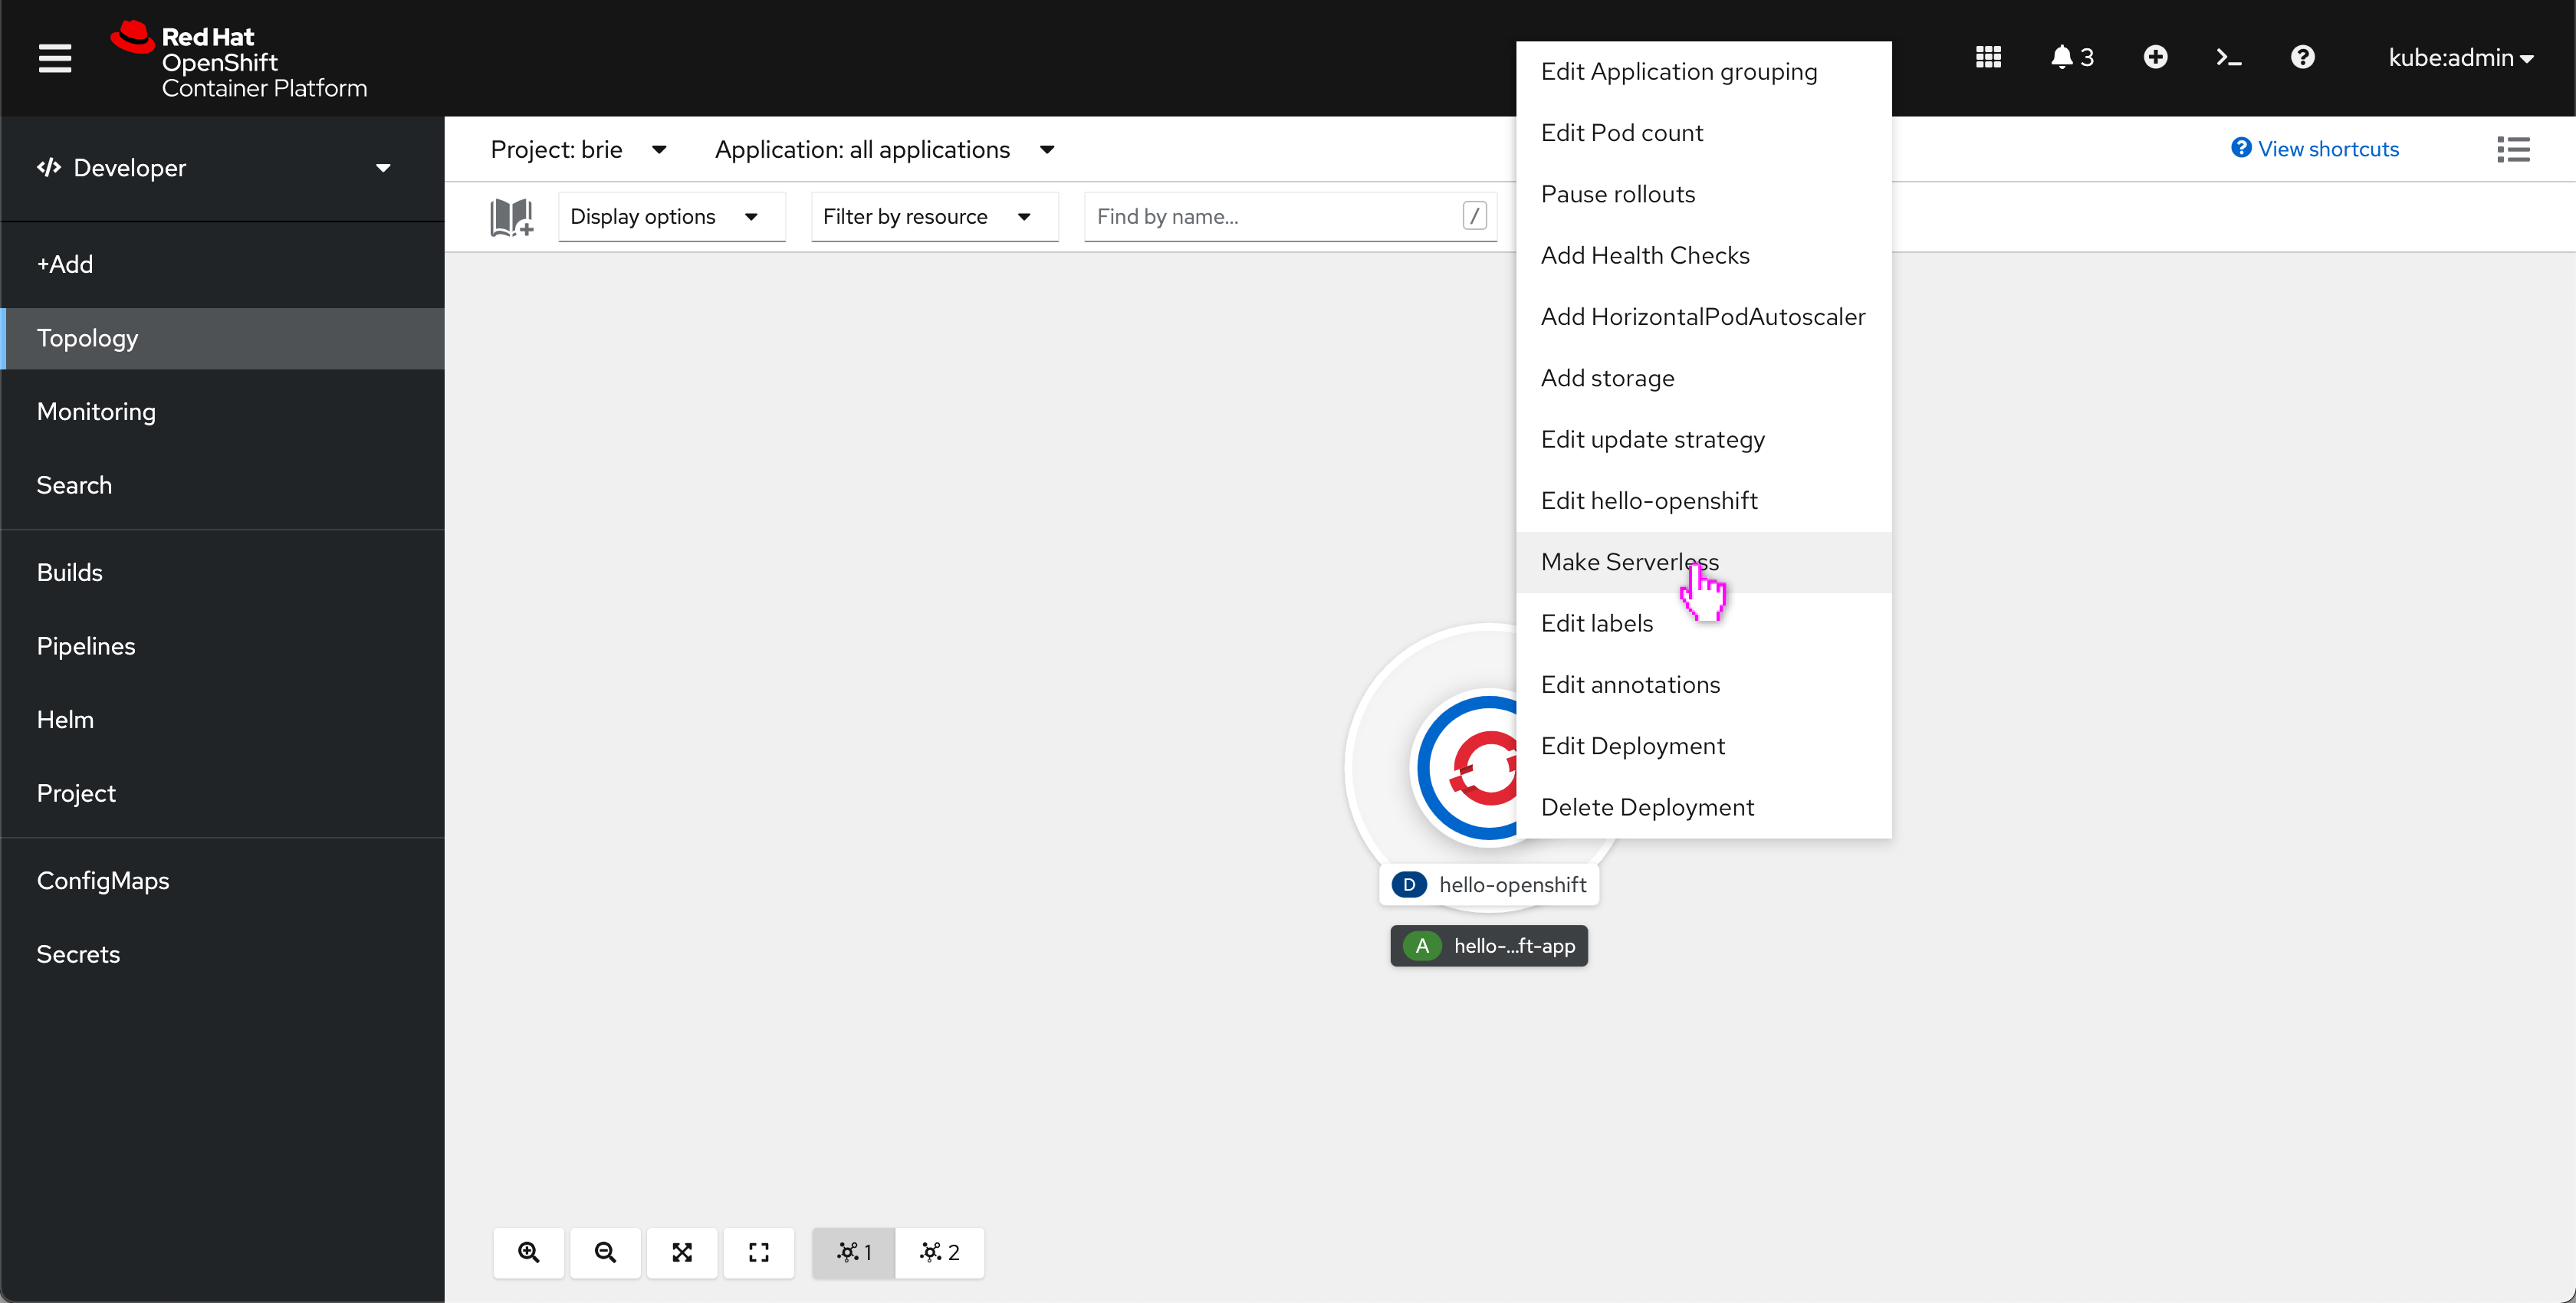 Red Hat
OpenShift
Container Platform
3
kube:admin
Developer
+Add
Topology
Monitoring
Search
Builds
Pipelines
Helm
Project
ConfigMaps
Secrets
Project: brie
Application: all applications
View shortcuts
Display options
Filter by resource
Find by name...
/
Edit Application grouping
Edit Pod count
Pause rollouts
Add Health Checks
Add HorizontalPodAutoscaler
Add storage
Edit update strategy
Edit hello-openshift
Make Serverless
Edit labels
Edit annotations
Edit Deployment
Delete Deployment
D hello-openshift
A hello-...ft-app
1
2